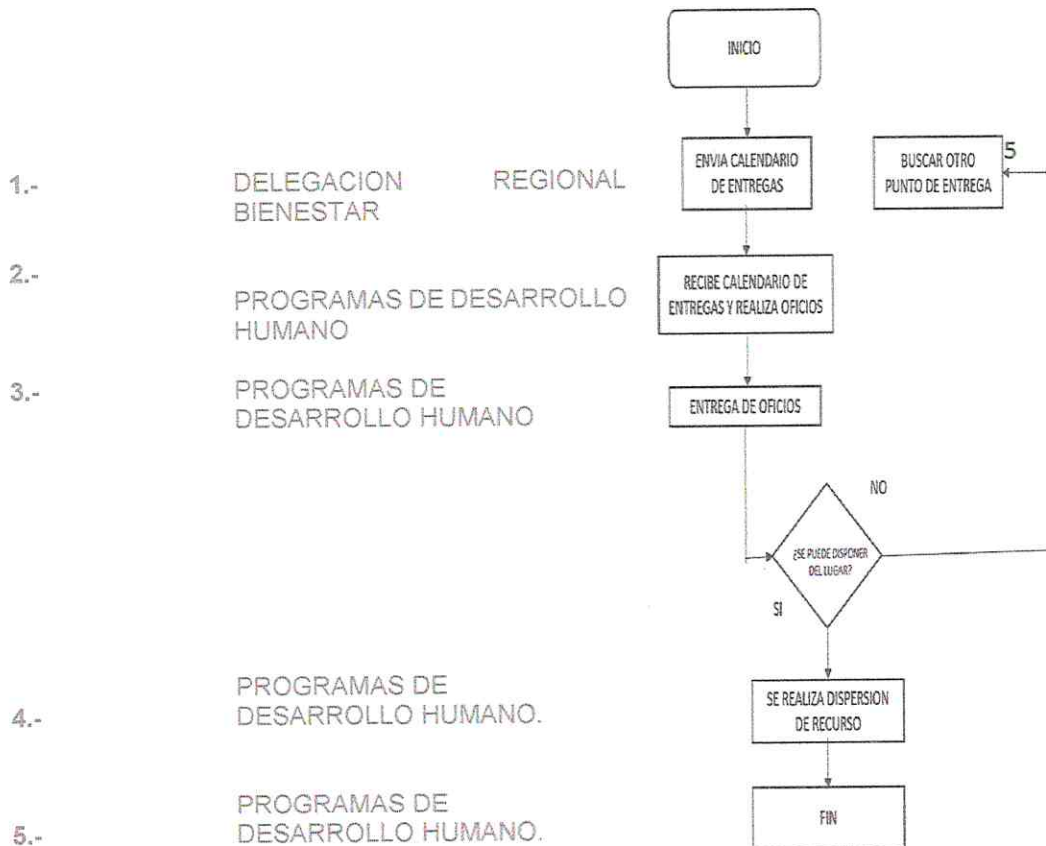 INICIO
1.-
DELEGACION REGIONAL
BIENESTAR
ENVIA CALENDARIO
DE ENTREGAS
BUSCAR OTRO
PUNTO DE ENTREGA
5
2.-
PROGRAMAS DE DESARROLLO
HUMANO
RECIBE CALENDARIO DE
ENTREGAS Y REALIZA OFICIOS
3.-
PROGRAMAS DE
DESARROLLO HUMANO
ENTREGA DE OFICIOS
NO
¿SE PUEDE DISPONER
DEL LUGAR?
SI
4.-
PROGRAMAS DE
DESARROLLO HUMANO.
SE REALIZA DISPERSION
DE RECURSO
5.-
PROGRAMAS DE
DESARROLLO HUMANO.
FIN